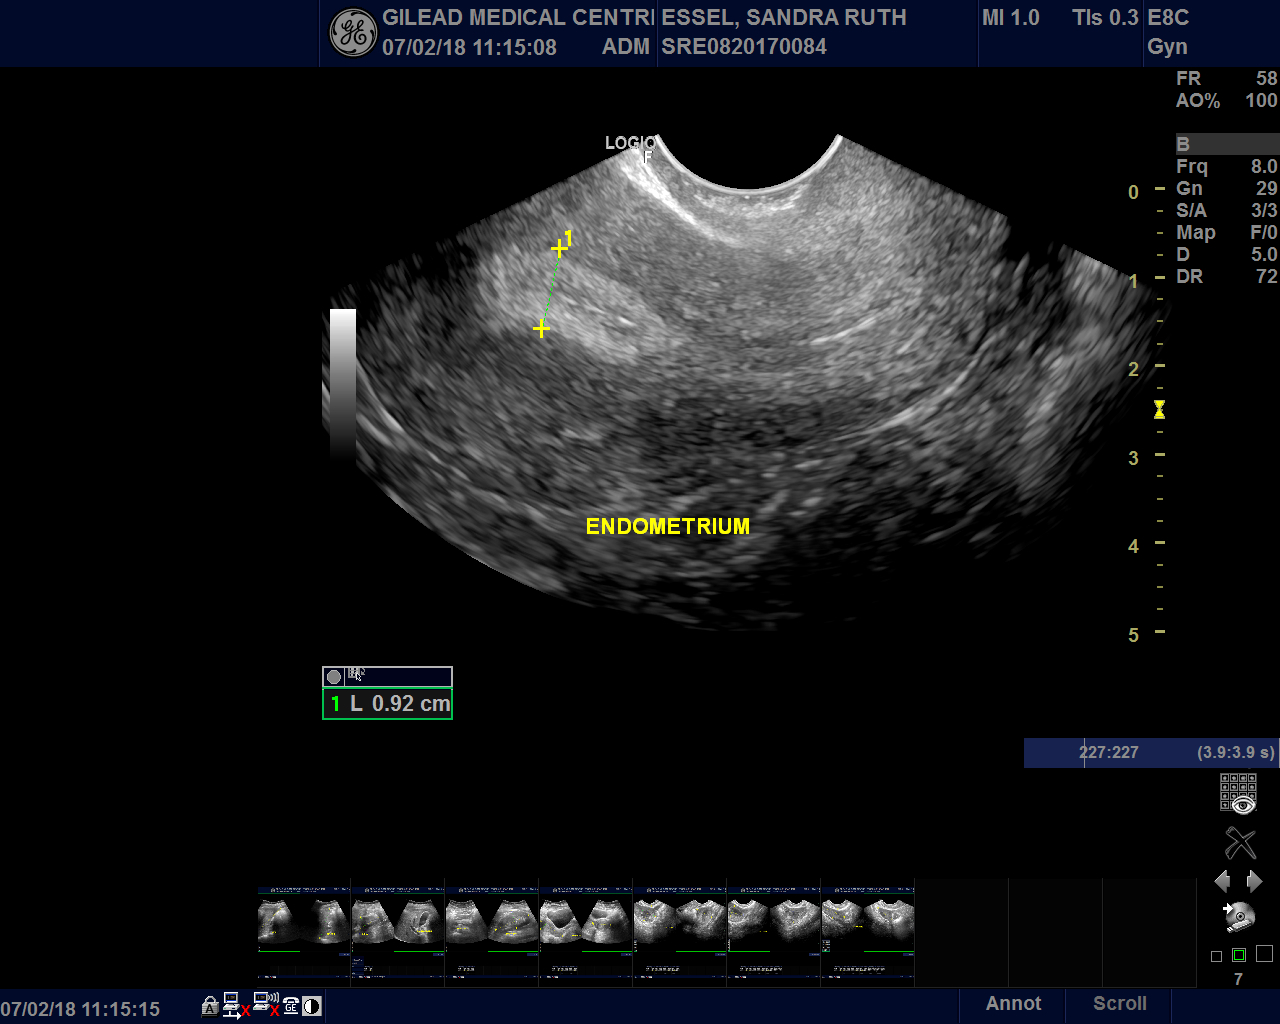 GILEAD MEDICAL CENTR
ESSEL, SANDRA RUTH
MI 1.0 TIs 0.3 E8C
07/02/18 11:15:08 ADM
SRE0820170084
Gyn
FR 58
AO% 100
B
Frq 8.0
Gn 29
S/A 3/3
Map F/0
D 5.0
DR 72
LOGIQ
F
0
1
1
2
3
ENDOMETRIUM
4
5
1 L 0.92 cm
227:227 (3.9:3.9 s)
7
07/02/18 11:15:15
Annot
Scroll